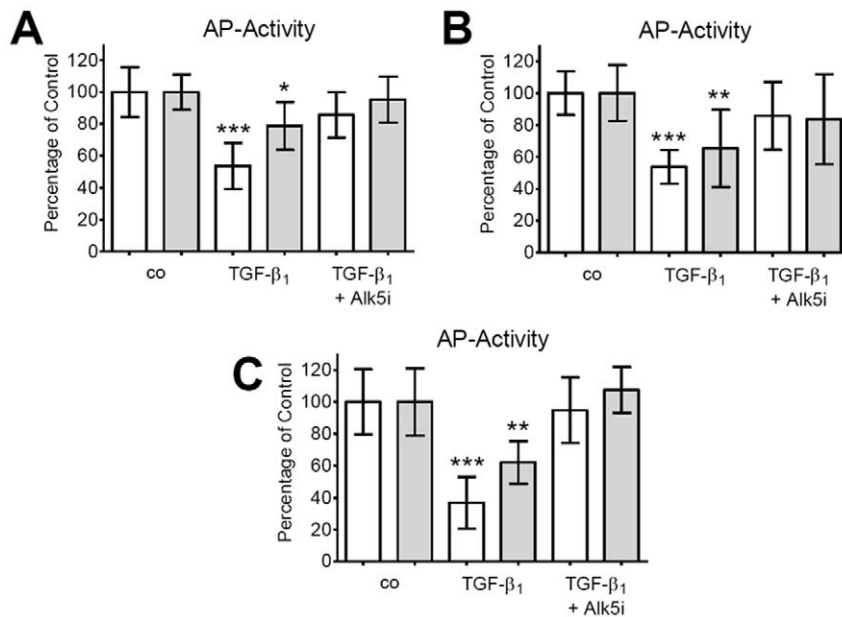 A
AP-Activity
Percentage of Control
120
100
80
60
40
20
0
***
*
co
TGF-β₁
TGF-β₁
+ Alk5i
B
AP-Activity
Percentage of Control
120
100
80
60
40
20
0
***
**
co
TGF-β₁
TGF-β₁
+ Alk5i
C
AP-Activity
Percentage of Control
120
100
80
60
40
20
0
***
**
co
TGF-β₁
TGF-β₁
+ Alk5i